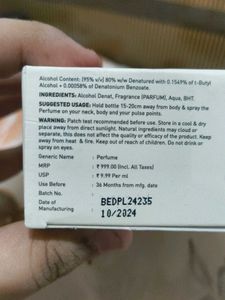 Alcohol Content: (95% v/v) 80% w/w Denatured with 0.1549% of t-Butyl
Alcohol + 0.00058% of Denatonium Benzoate.
INGREDIENTS: Alcohol Denat, Fragrance (PARFUM), Aqua, BHT.
SUGGESTED USAGE: Hold bottle 15-20cm away from body & spray the
Perfume on your neck, body and your pulse points.
WARNING: Patch test recommended before use. Store in a cool & dry
place away from direct sunlight. Natural ingredients may cloud or
separate, this does not affect the quality or efficacy of the product. Keep
away from heat & fire. Keep out of reach of children. Do not drink or
spray on eyes.
Generic Name : Perfume
MRP : ₹ 999.00 (Incl. All Taxes)
USP : ₹ 9.99 Per ml
Use Before : 36 Months from mfg. date
Batch No. :
Date of : BEDPL24235
Manufacturing 10/2024